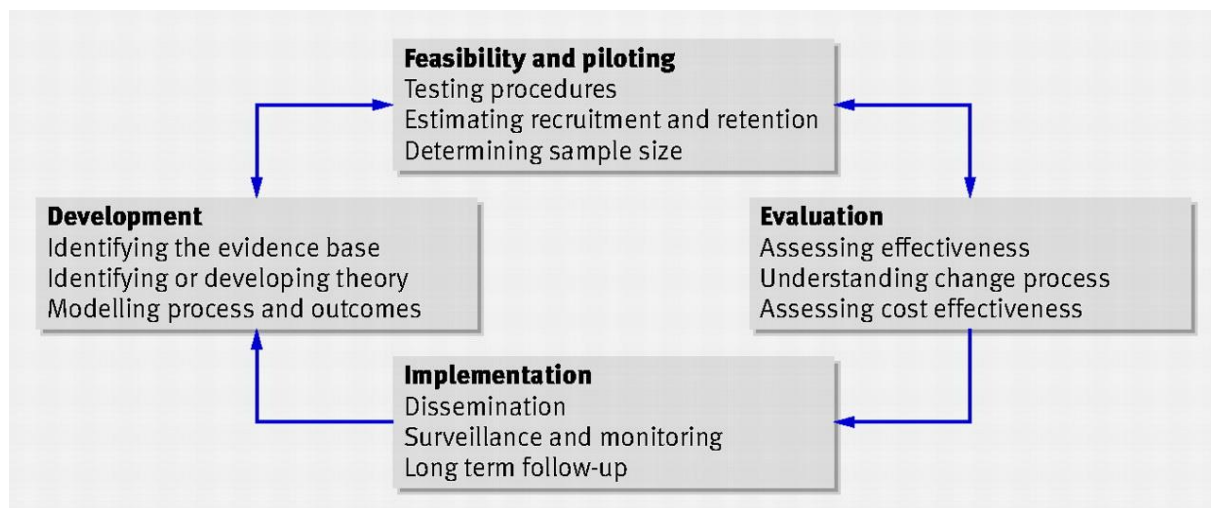 Feasibility and piloting
Testing procedures
Estimating recruitment and retention
Determining sample size
Development
Identifying the evidence base
Identifying or developing theory
Modelling process and outcomes
Evaluation
Assessing effectiveness
Understanding change process
Assessing cost effectiveness
Implementation
Dissemination
Surveillance and monitoring
Long term follow-up